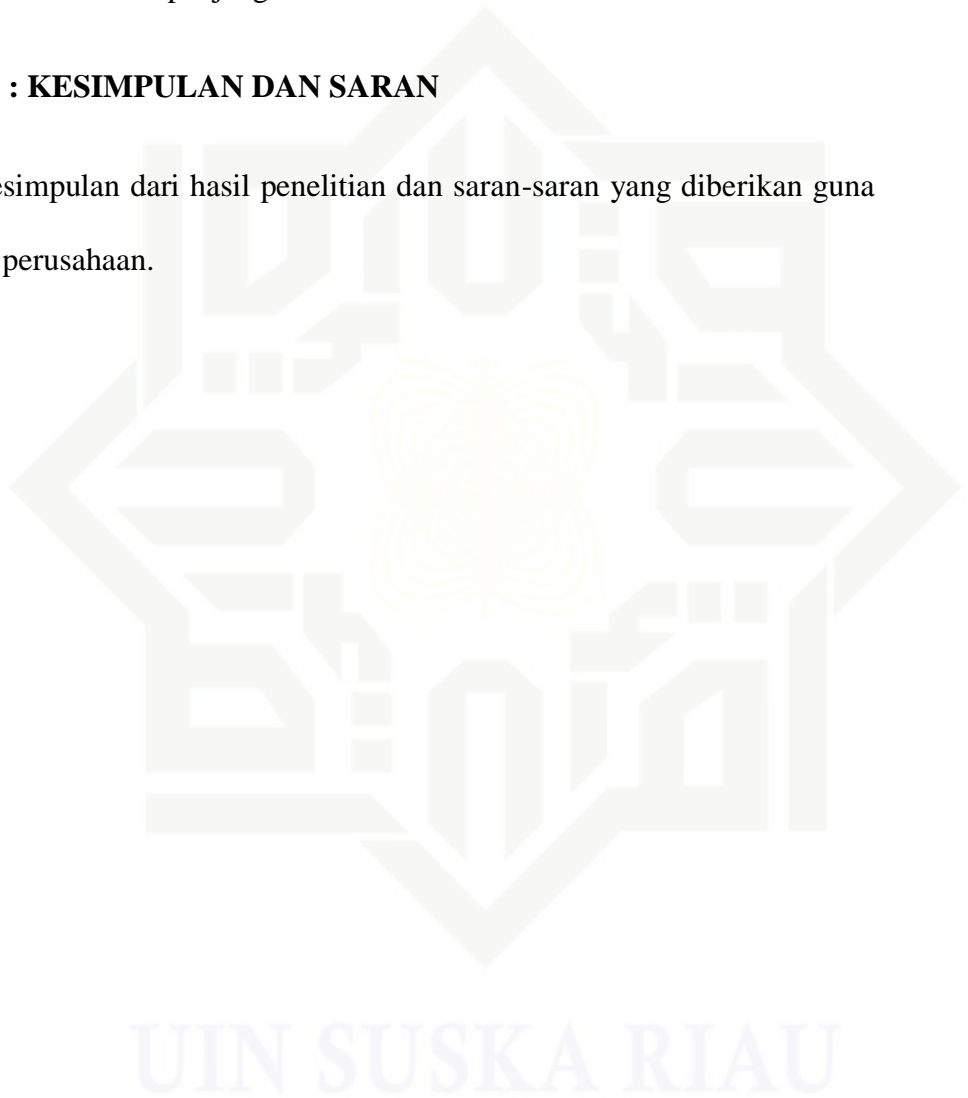 : KESIMPULAN DAN SARAN
esimpulan dari hasil penelitian dan saran-saran yang diberikan guna
perusahaan.
UIN SUSKA RIAU